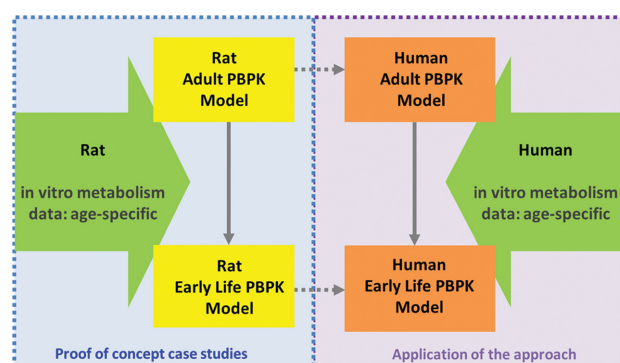 Rat
Adult PBPK
Model
Human
Adult PBPK
Model
Rat
in vitro metabolism
data: age-specific
Human
in vitro metabolism
data: age-specific
Rat
Early Life PBPK
Model
Human
Early Life PBPK
Model
Proof of concept case studies
Application of the approach